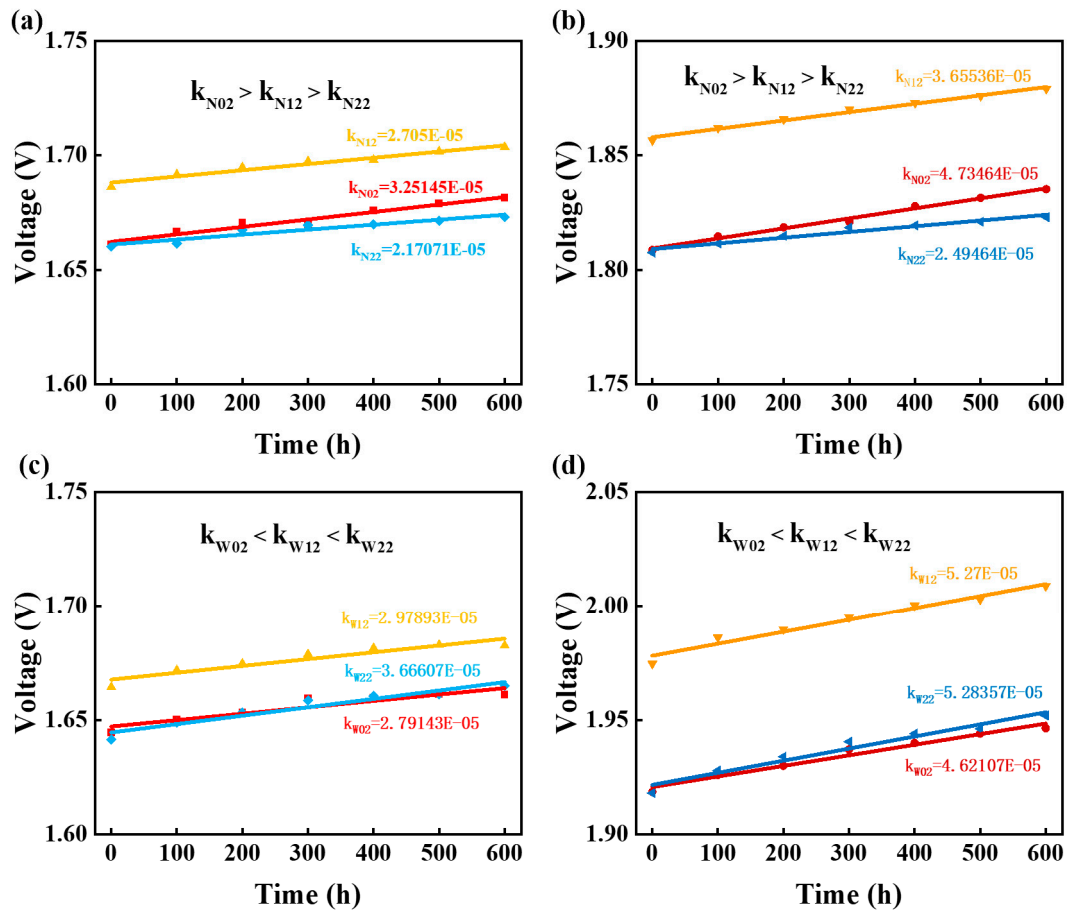 (a)
1.75
1.70
1.65
1.60
Voltage (V)
kN02 > kN12 > kN22
kN12=2.705E-05
kN02=3.25145E-05
kN22=2.17071E-05
0 100 200 300 400 500 600
Time (h)
(b)
1.90
1.85
1.80
1.75
Voltage (V)
kN02 > kN12 > kN22
kN12=3.65536E-05
kN02=4.73464E-05
kN22=2.49464E-05
0 100 200 300 400 500 600
Time (h)
(c)
1.75
1.70
1.65
1.60
Voltage (V)
kW02 < kW12 < kW22
kW12=2.97893E-05
kW22=3.66607E-05
kW02=2.79143E-05
0 100 200 300 400 500 600
Time (h)
(d)
2.05
2.00
1.95
1.90
Voltage (V)
kW02 < kW12 < kW22
kW12=5.27E-05
kW22=5.28357E-05
kW02=4.62107E-05
0 100 200 300 400 500 600
Time (h)